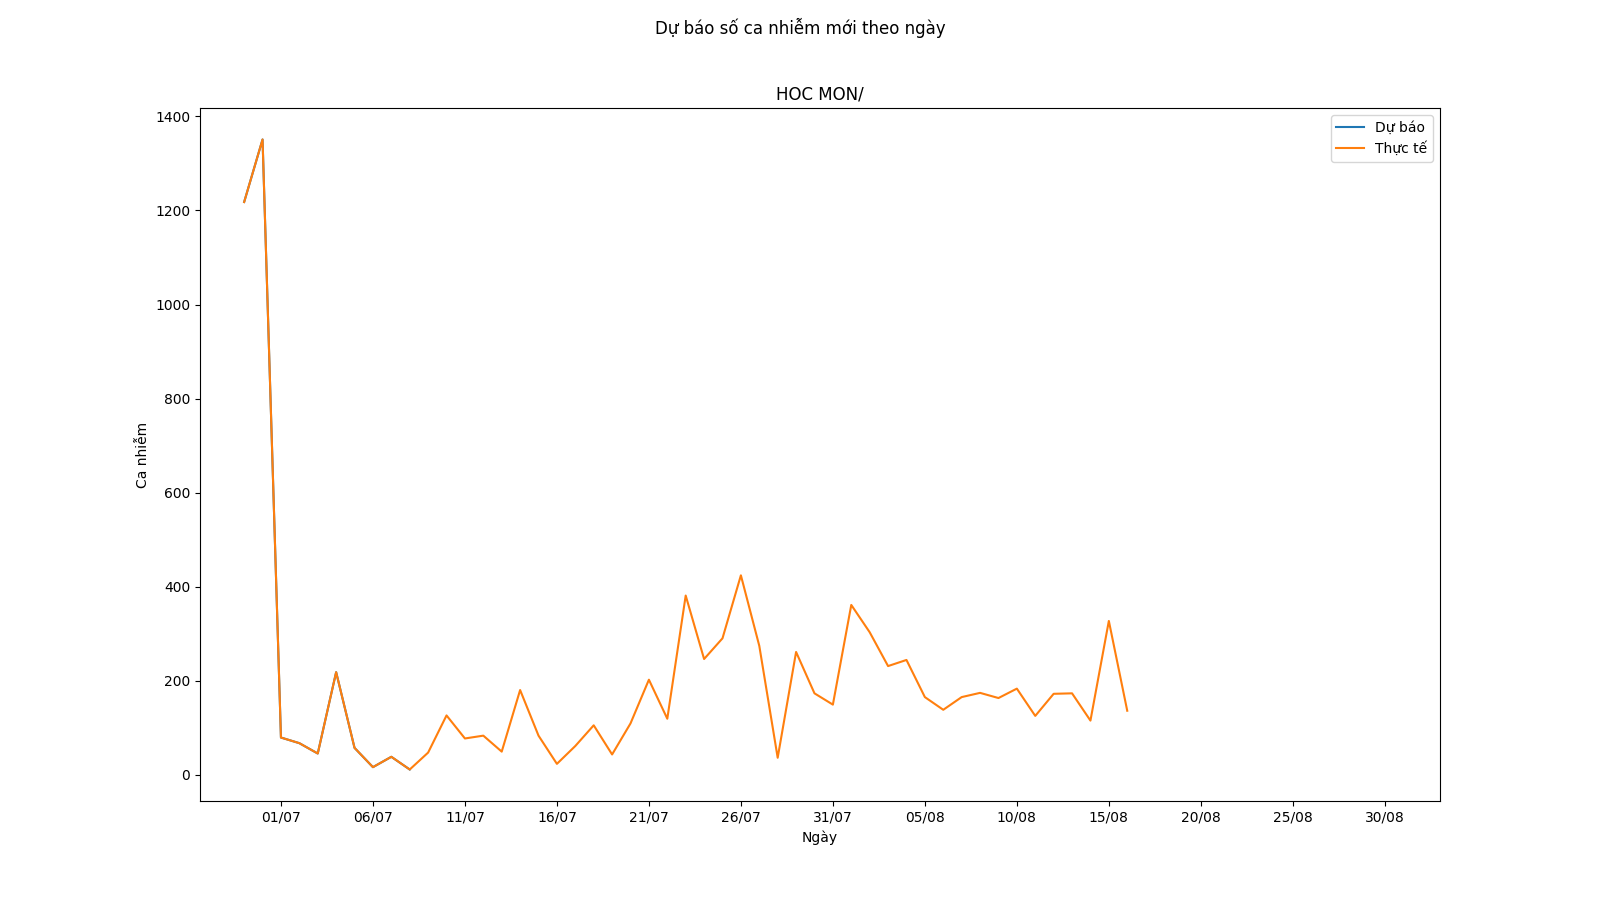 Dự báo số ca nhiễm mới theo ngày
HOC MON/
Dự báo
Thực tế
Ca nhiễm
1400
1200
1000
800
600
400
200
0
01/07 06/07 11/07 16/07 21/07 26/07 31/07 05/08 10/08 15/08 20/08 25/08 30/08
Ngày